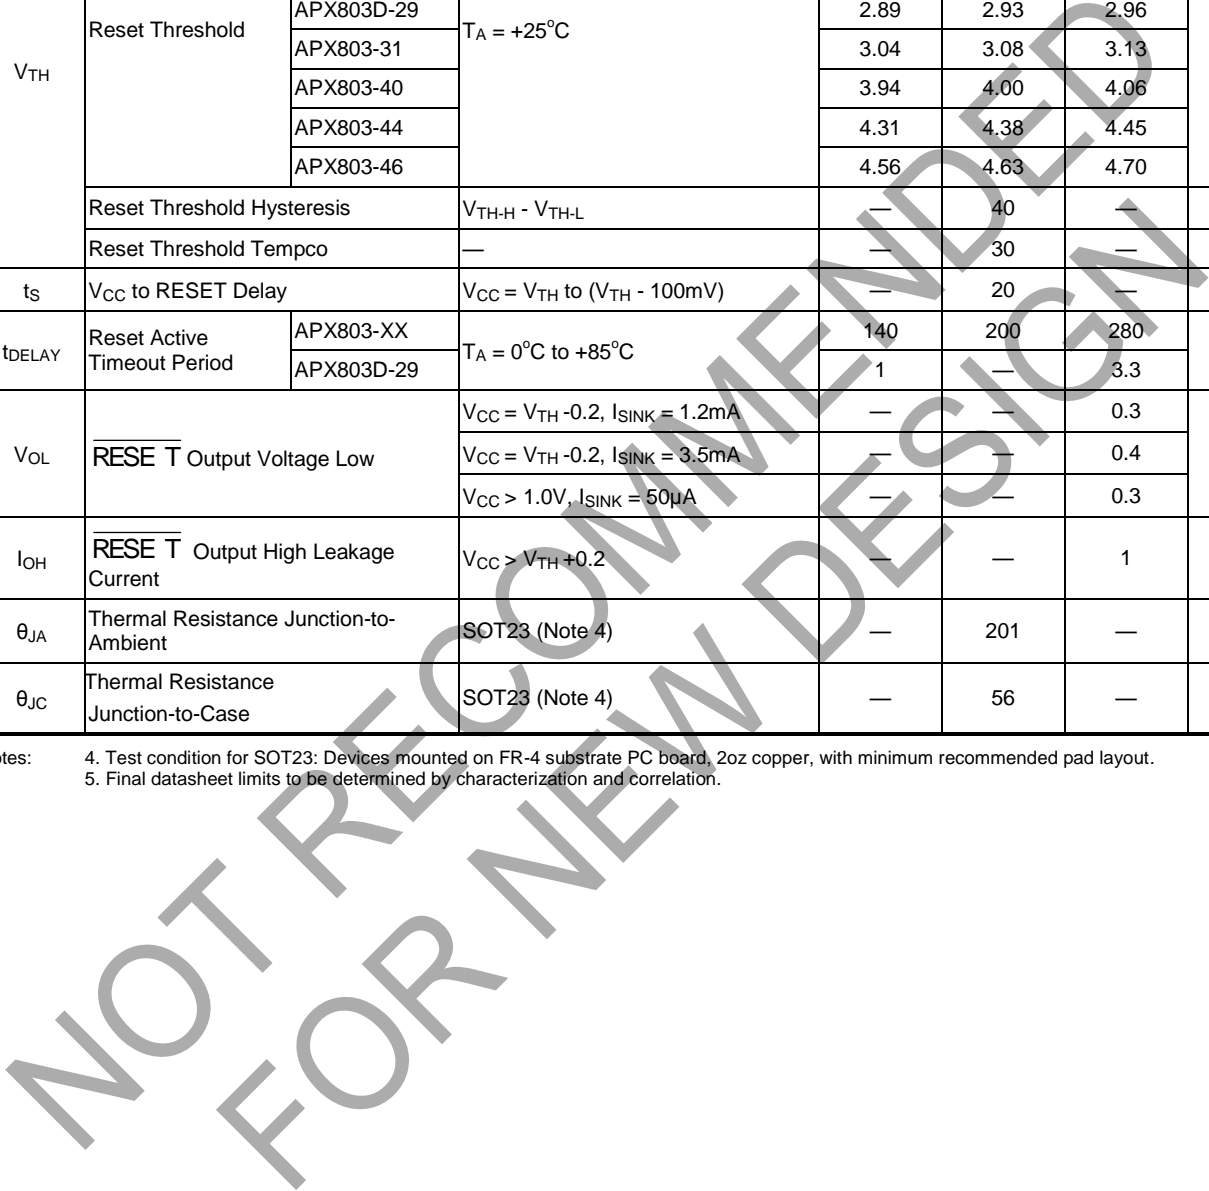 APX803D-29 2.89 2.93 2.96
Reset Threshold TA = +25oC
APX803-31 3.04 3.08 3.13
VTH
APX803-40 3.94 4.00 4.06
APX803-44 4.31 4.38 4.45
APX803-46 4.56 4.63 4.70
Reset Threshold Hysteresis VTH-H - VTH-L — 40 —
Reset Threshold Tempco — — 30 —
tS VCC to RESET Delay VCC = VTH to (VTH - 100mV) — 20 —
tDELAY Reset Active Timeout Period APX803-XX TA = 0oC to +85oC 140 200 280
APX803D-29 1 — 3.3
VCC = VTH -0.2, ISINK = 1.2mA — — 0.3
VOL RESE T Output Voltage Low VCC = VTH -0.2, ISINK = 3.5mA — — 0.4
VCC > 1.0V, ISINK = 50µA — — 0.3
IOH RESE T Output High Leakage VCC > VTH +0.2 — — 1
Current
θJA Thermal Resistance Junction-to- SOT23 (Note 4) — 201 —
Ambient
θJC Thermal Resistance SOT23 (Note 4) — 56 —
Junction-to-Case
otes: 4. Test condition for SOT23: Devices mounted on FR-4 substrate PC board, 2oz copper, with minimum recommended pad layout.
5. Final datasheet limits to be determined by characterization and correlation.
NOT RECOMMENDED
FOR NEW DESIGN